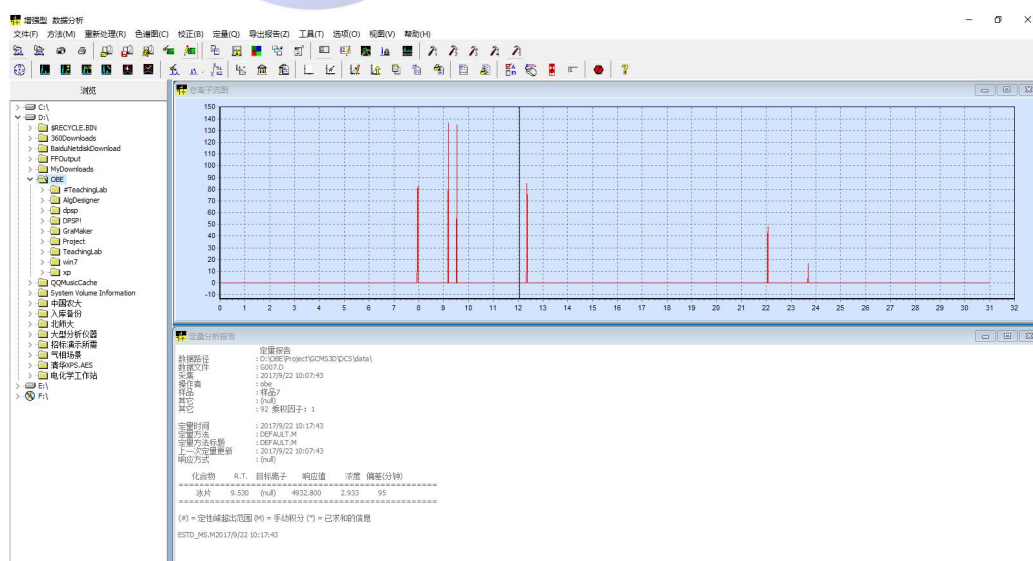 增强型 数据分析
文件(F) 方法(M) 重新处理(R) 色谱图(C) 校正(B) 定量(Q) 导出报告(Z) 工具(T) 选项(O) 视图(V) 帮助(H)
浏览
C:\
D:\
$RECYCLE.BIN
360Downloads
BaiduNetdiskDownload
FFOutput
MyDownloads
OBE
#TeachingLab
AlgDesigner
dpsp
DPSP!
GraMaker
Project
TeachingLab
win7
xp
QQMusicCache
System Volume Information
中国农大
入库备份
北师大
大型分析仪器
招标演示所需
气相场景
清华XPS.AES
电化学工作站
E:\
F:\
总离子流图
150
140
130
120
110
100
90
80
70
60
50
40
30
20
10
0
-10
0 1 2 3 4 5 6 7 8 9 10 11 12 13 14 15 16 17 18 19 20 21 22 23 24 25 26 27 28 29 30 31 32
定量分析报告
定量报告
数据路径 : D:\OBE\Project\GCMS3D\DCS\data\
数据文件 : G007.D
采集 : 2017/9/22 10:07:43
操作者 : obe
样品 : 样品7
其它 : (null)
其它 : 92 乘积因子: 1
定量时间 : 2017/9/22 10:17:43
定量方法 : DEFAULT.M
定量方法标题 : DEFAULT.M
上一次定量更新 : 2017/9/22 10:07:43
响应方式 : (null)
化合物 R.T. 目标离子 响应值 浓度 偏差(分钟)
冰片 9.530 (null) 4932.800 2.933 95
(#) = 定性峰超出范围 (M) = 手动积分 (*) = 已求和的信息
ESTD_MS.M2017/9/22 10:17:43